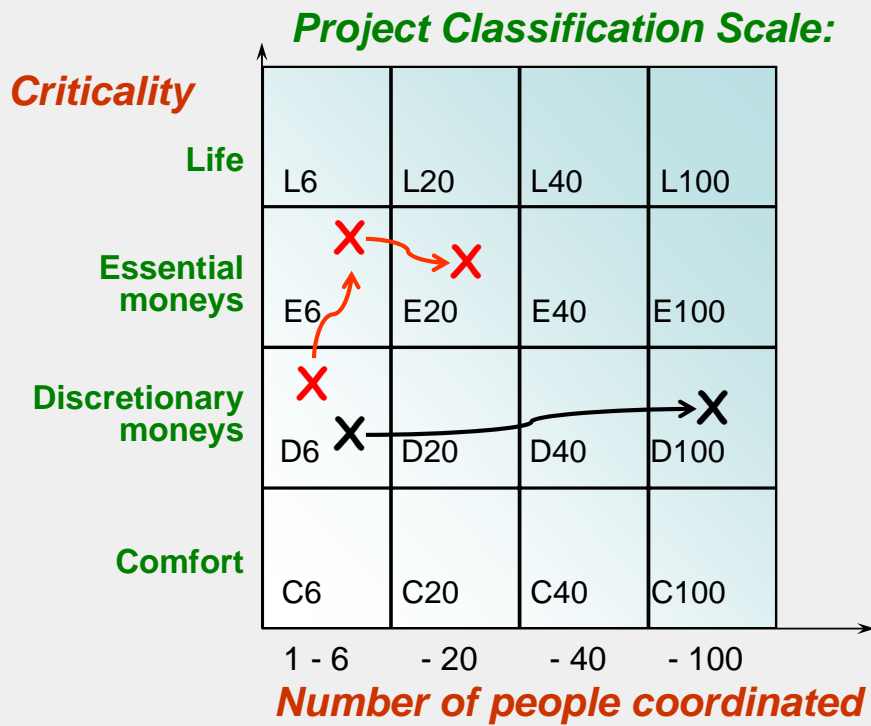 Project Classification Scale:
Criticality
Life
L6 L20 L40 L100
Essential
moneys
E6 E20 E40 E100
Discretionary
moneys
D6 D20 D40 D100
Comfort
C6 C20 C40 C100
1 - 6 - 20 - 40 - 100
Number of people coordinated